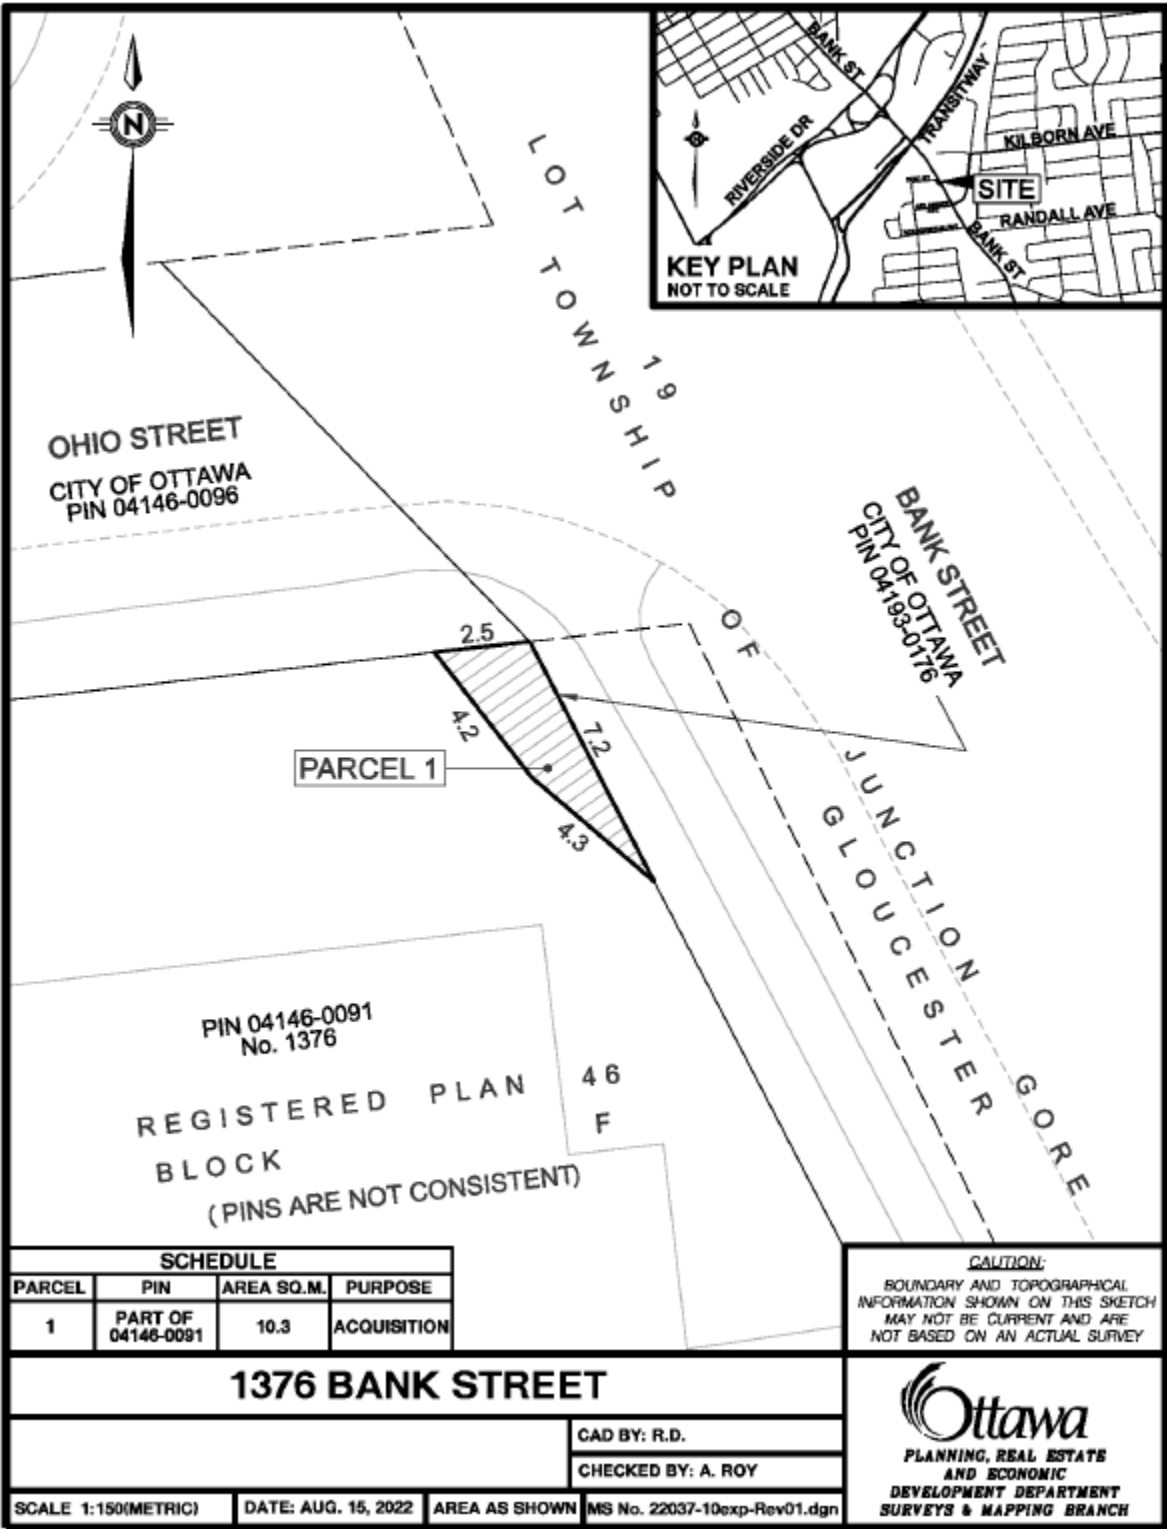 N
BANK ST
TRANSITWAY
RIVERSIDE DR
KILBORN AVE
SITE
RANDALL AVE
BANK ST
KEY PLAN
NOT TO SCALE
LOT 19
TOWNSHIP OF GLOUCESTER
JUNCTION GORE
OHIO STREET
CITY OF OTTAWA
PIN 04146-0096
BANK STREET
CITY OF OTTAWA
PIN 04193-0176
2.5
4.2
7.2
4.3
PARCEL 1
PIN 04146-0091
No. 1376
REGISTERED PLAN 46
BLOCK F
(PINS ARE NOT CONSISTENT)
SCHEDULE
PARCEL PIN AREA SQ.M. PURPOSE
1 PART OF 04146-0091 10.3 ACQUISITION
CAUTION:
BOUNDARY AND TOPOGRAPHICAL
INFORMATION SHOWN ON THIS SKETCH
MAY NOT BE CURRENT AND ARE
NOT BASED ON AN ACTUAL SURVEY
1376 BANK STREET
CAD BY: R.D.
CHECKED BY: A. ROY
SCALE 1:150(METRIC) DATE: AUG. 15, 2022 AREA AS SHOWN MS No. 22037-10exp-Rev01.dgn
Ottawa
PLANNING, REAL ESTATE
AND ECONOMIC
DEVELOPMENT DEPARTMENT
SURVEYS & MAPPING BRANCH